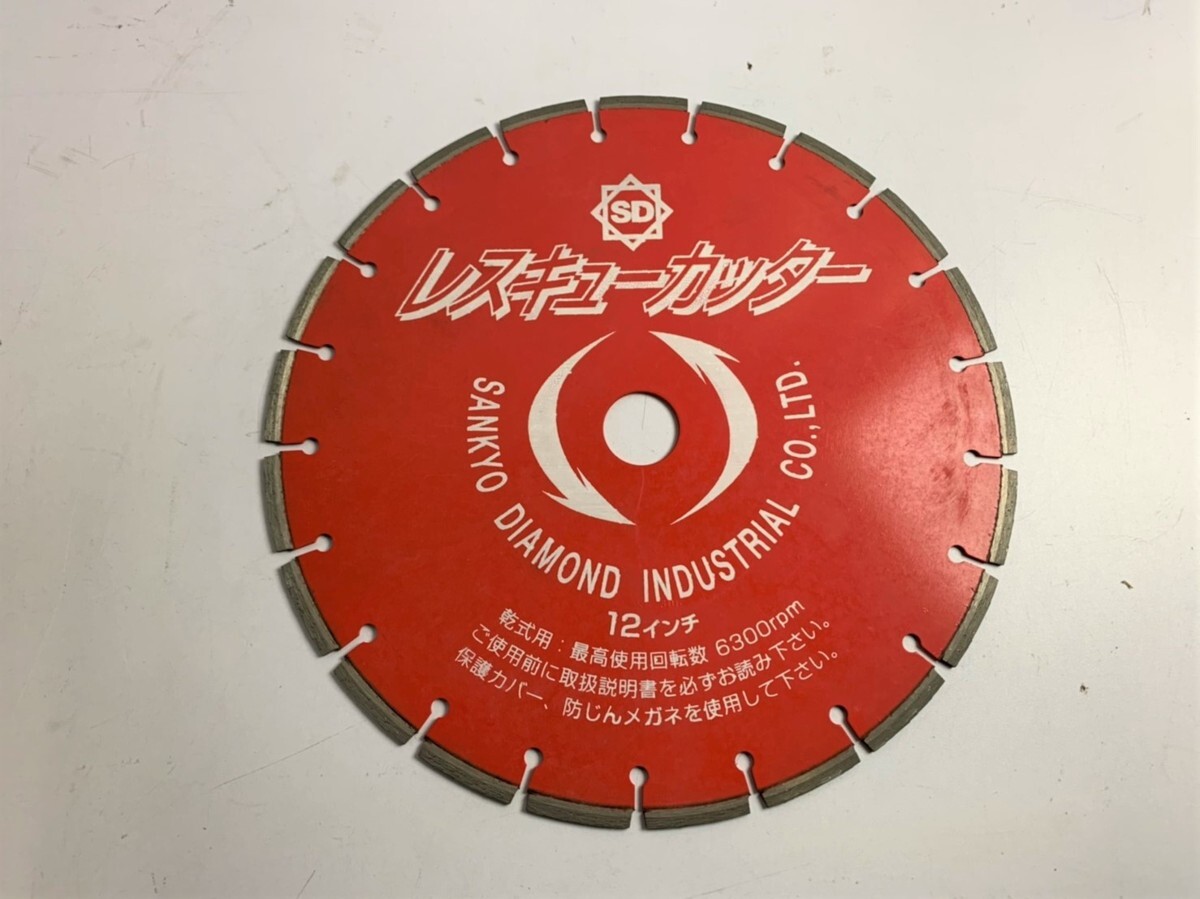 SD
レスキューカッター
SANKYO DIAMOND INDUSTRIAL CO.,LTD.
12インチ
乾式用：最高使用回転数 6300rpm
ご使用前に取扱説明書を必ずお読み下さい。
保護カバー、防じんメガネを使用して下さい。